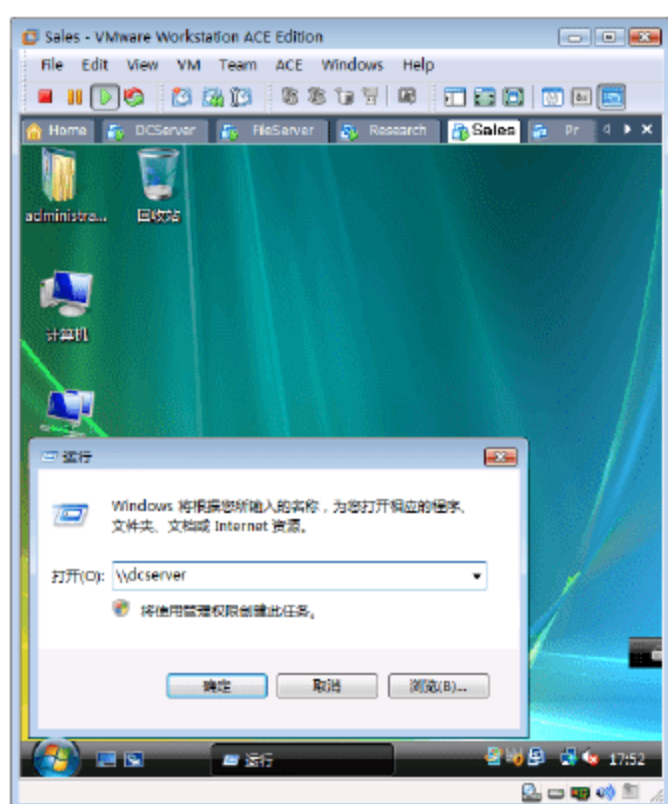 Sales - VMware Workstation ACE Edition
File Edit View VM Team ACE Windows Help
Home DCServer FileServer Research Sales Pr
administra... 回收站
计算机
运行
Windows 将根据您所输入的名称，为您打开相应的程序、
文件夹、文档或 Internet 资源。
打开(O): \\dcserver
将使用管理权限创建此任务。
确定 取消 浏览(B)...
运行 17:52